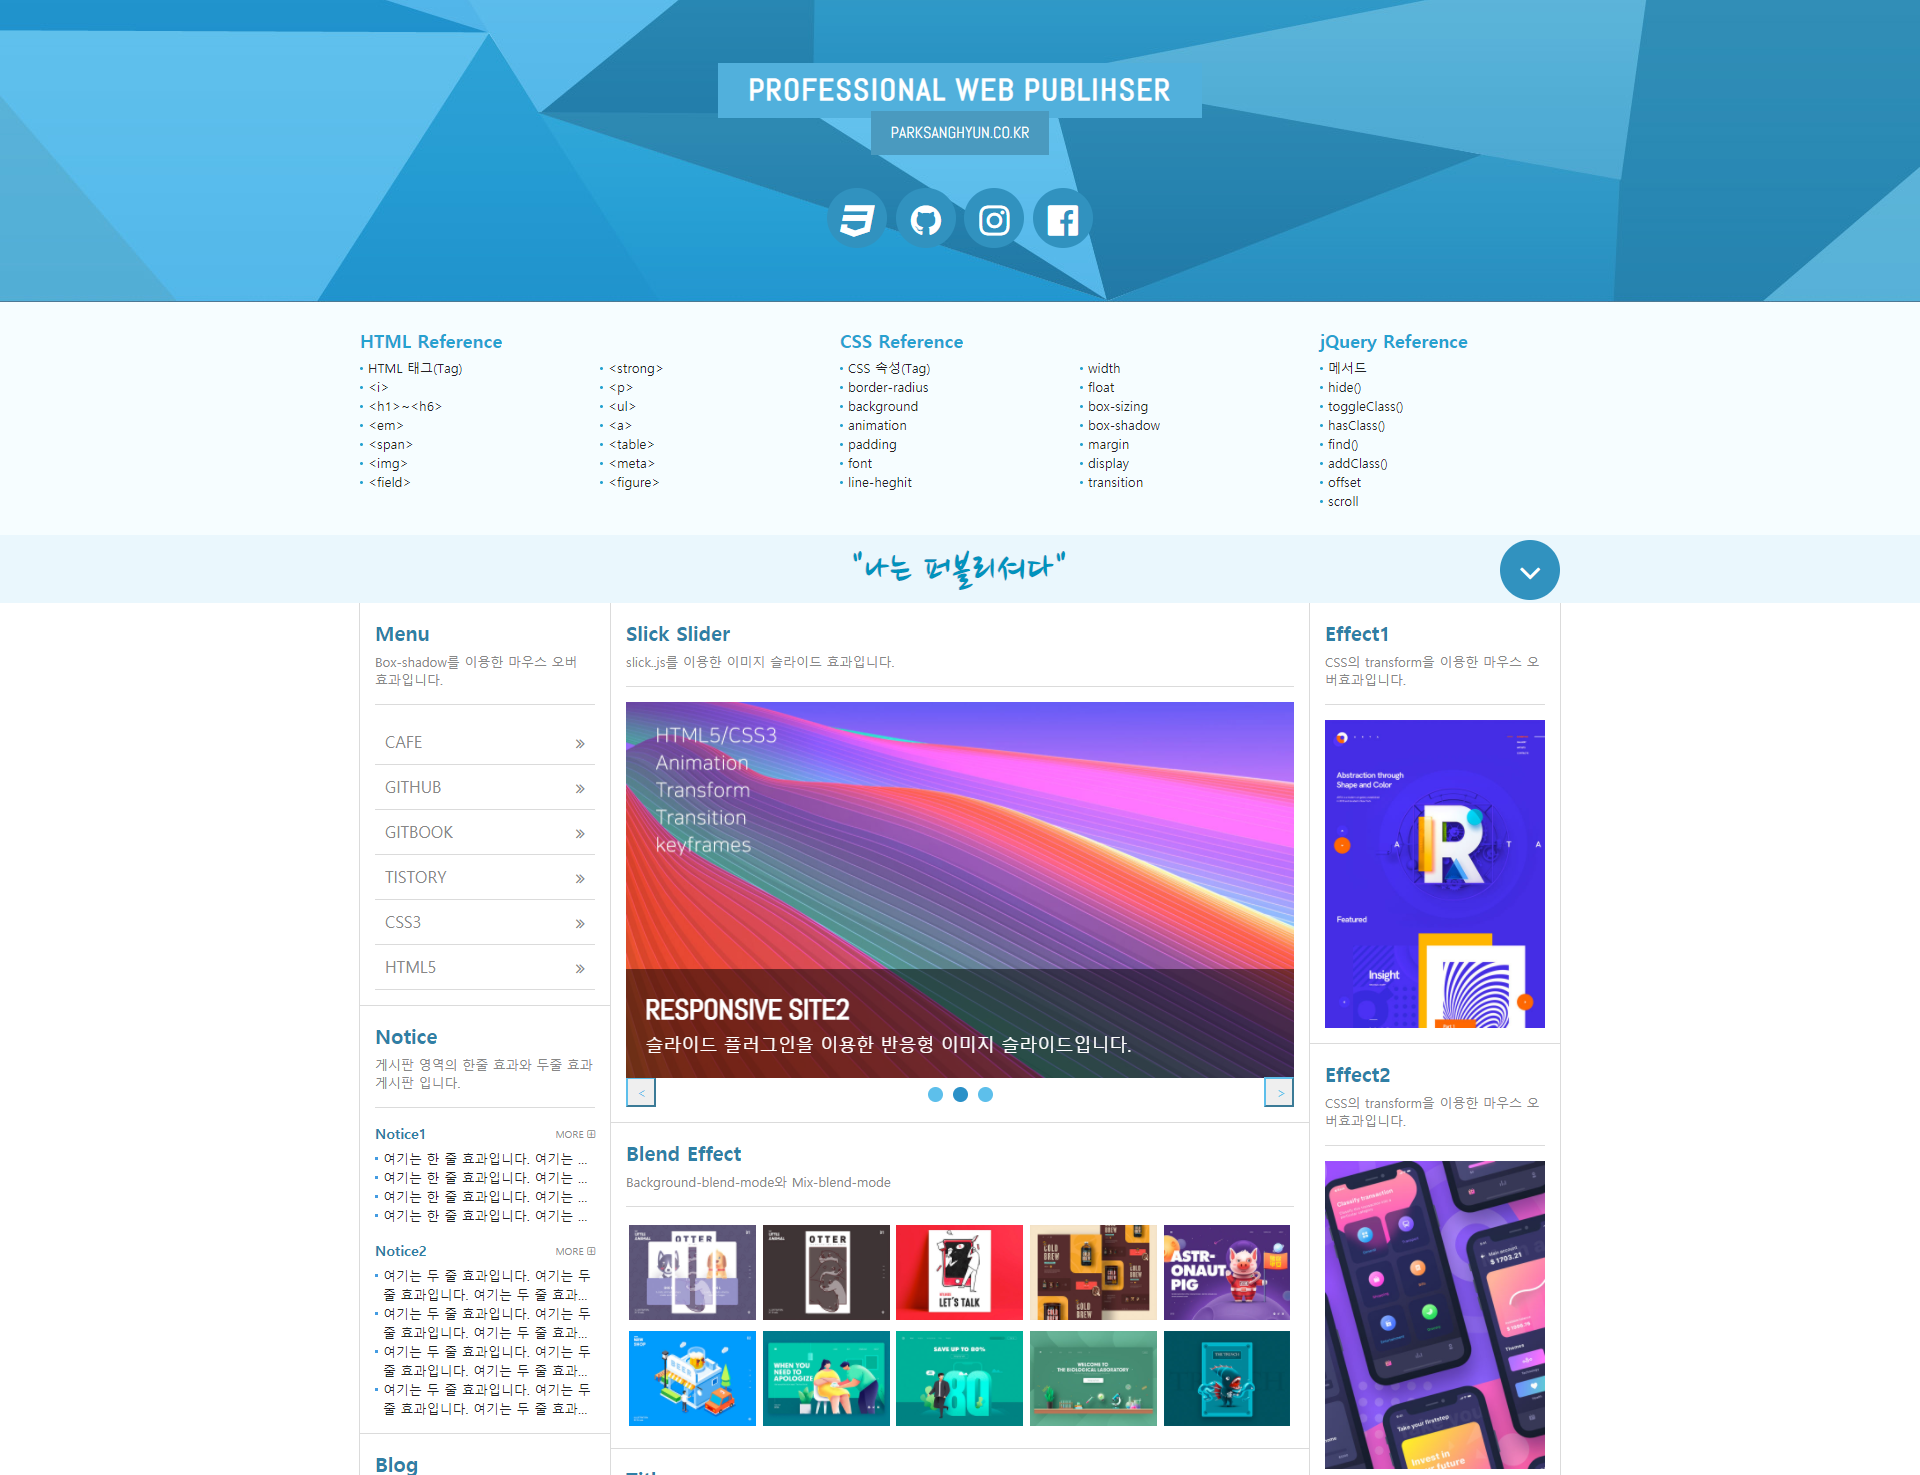 PROFESSIONAL WEB PUBLIHSER
PARKSANGHYUN.CO.KR
HTML Reference
HTML 태그(Tag)
<i>
<h1>~<h6>
<em>
<span>
<img>
<field>
<strong>
<p>
<ul>
<a>
<table>
<meta>
<figure>
CSS Reference
CSS 속성(Tag)
border-radius
background
animation
padding
font
line-heghit
width
float
box-sizing
box-shadow
margin
display
transition
jQuery Reference
메서드
hide()
toggleClass()
hasClass()
find()
addClass()
offset
scroll
"나는 퍼블리셔다"
Menu
Box-shadow를 이용한 마우스 오버
효과입니다.
CAFE
GITHUB
GITBOOK
TISTORY
CSS3
HTML5
Notice
게시판 영역의 한줄 효과와 두줄 효과
게시판 입니다.
Notice1 MORE
여기는 한 줄 효과입니다. 여기는 ...
여기는 한 줄 효과입니다. 여기는 ...
여기는 한 줄 효과입니다. 여기는 ...
여기는 한 줄 효과입니다. 여기는 ...
Notice2 MORE
여기는 두 줄 효과입니다. 여기는 두
줄 효과입니다. 여기는 두 줄 효과...
여기는 두 줄 효과입니다. 여기는 두
줄 효과입니다. 여기는 두 줄 효과...
여기는 두 줄 효과입니다. 여기는 두
줄 효과입니다. 여기는 두 줄 효과...
여기는 두 줄 효과입니다. 여기는 두
줄 효과입니다. 여기는 두 줄 효과...
Blog
Slick Slider
slick.js를 이용한 이미지 슬라이드 효과입니다.
HTML5/CSS3
Animation
Transform
Transition
keyframes
RESPONSIVE SITE2
슬라이드 플러그인을 이용한 반응형 이미지 슬라이드입니다.
<
>
Blend Effect
Background-blend-mode와 Mix-blend-mode
OTTER
OTTER
LET'S TALK
COLD
BREW
COLD
BREW
ASTR-
ONAUT
PIG
WHEN YOU
NEED TO
APOLOGIZE
SAVE UP TO 80%
80
WELCOME TO
THE BIOLOGICAL LABORATORY
Effect1
CSS의 transform을 이용한 마우스 오
버효과입니다.
Abstraction through
Shape and Color
R
A T A
Featured
Insight
Effect2
CSS의 transform을 이용한 마우스 오
버효과입니다.
Classify transaction
Main account
$ 1703.21
Themes
Take your firststep
Invest in
your future